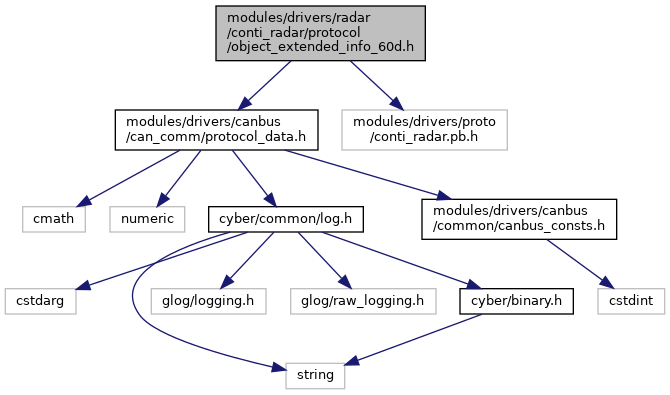 modules/drivers/radar
/conti_radar/protocol
/object_extended_info_60d.h
modules/drivers/canbus
/can_comm/protocol_data.h
modules/drivers/proto
/conti_radar.pb.h
cmath
numeric
cyber/common/log.h
modules/drivers/canbus
/common/canbus_consts.h
cstdarg
glog/logging.h
glog/raw_logging.h
cyber/binary.h
cstdint
string